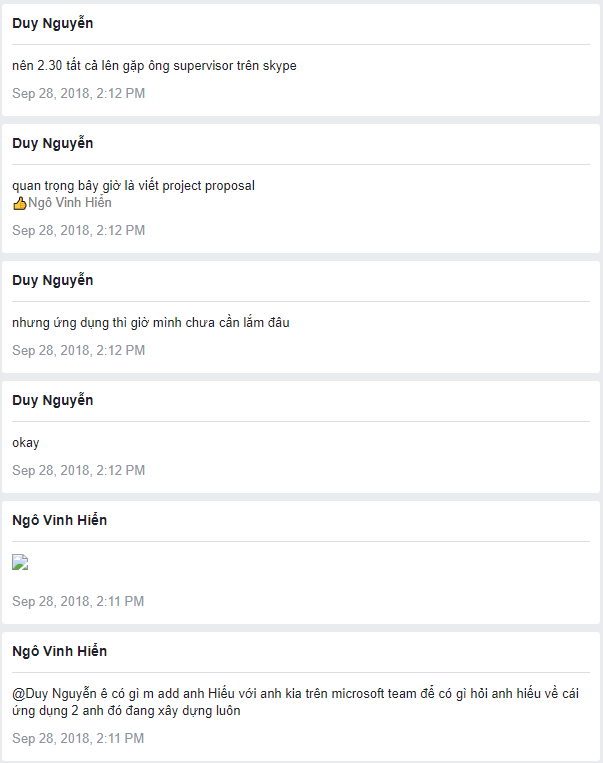 Duy Nguyễn
nên 2.30 tất cả lên gặp ông supervisor trên skype
Sep 28, 2018, 2:12 PM
Duy Nguyễn
quan trọng bây giờ là viết project proposal
👍Ngô Vinh Hiển
Sep 28, 2018, 2:12 PM
Duy Nguyễn
nhưng ứng dụng thì giờ mình chưa cần lắm đâu
Sep 28, 2018, 2:12 PM
Duy Nguyễn
okay
Sep 28, 2018, 2:12 PM
Ngô Vinh Hiển
Sep 28, 2018, 2:11 PM
Ngô Vinh Hiển
@Duy Nguyễn ê có gì m add anh Hiếu với anh kia trên microsoft team để có gì hỏi anh hiếu về cái
ứng dụng 2 anh đó đang xây dựng luôn
Sep 28, 2018, 2:11 PM